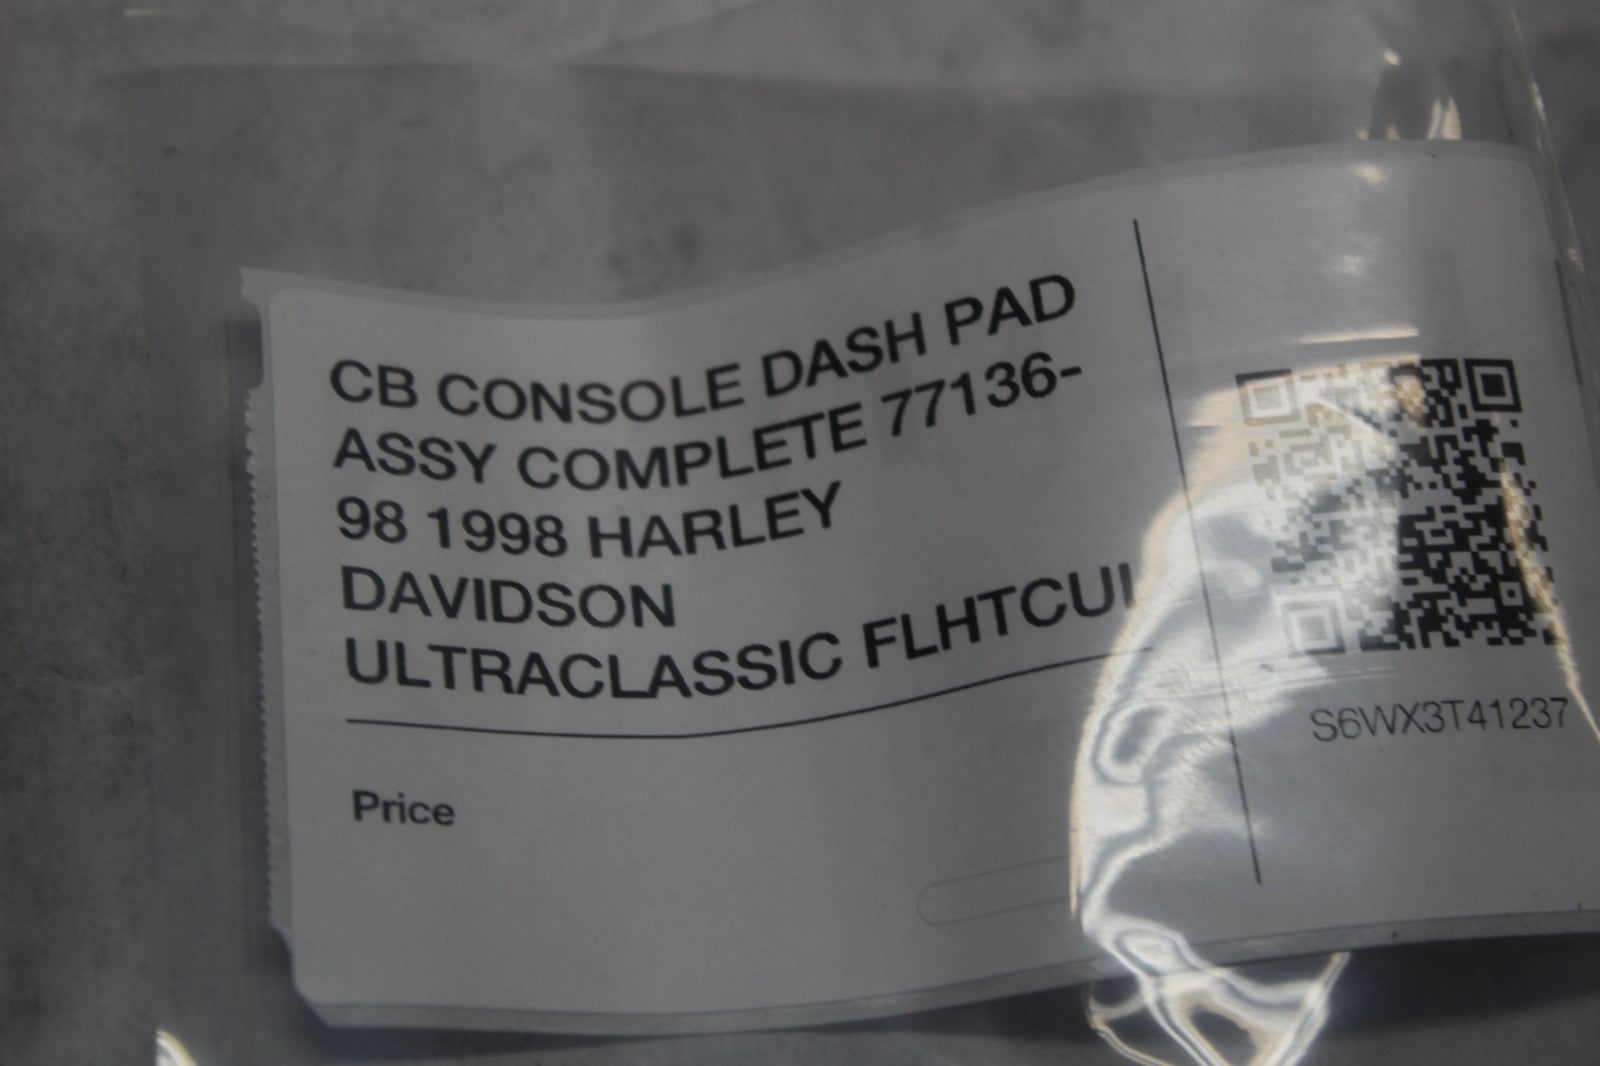 CB CONSOLE DASH PAD
ASSY COMPLETE 77136-
98 1998 HARLEY
DAVIDSON
ULTRACLASSIC FLHTCUI
Price
S6WX3T41237